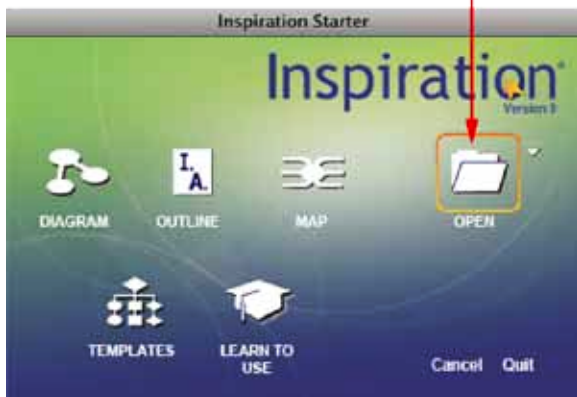 Inspiration Starter
Inspiration®
Version 9
I.
A.
DIAGRAM OUTLINE MAP OPEN
TEMPLATES LEARN TO
USE
Cancel Quit